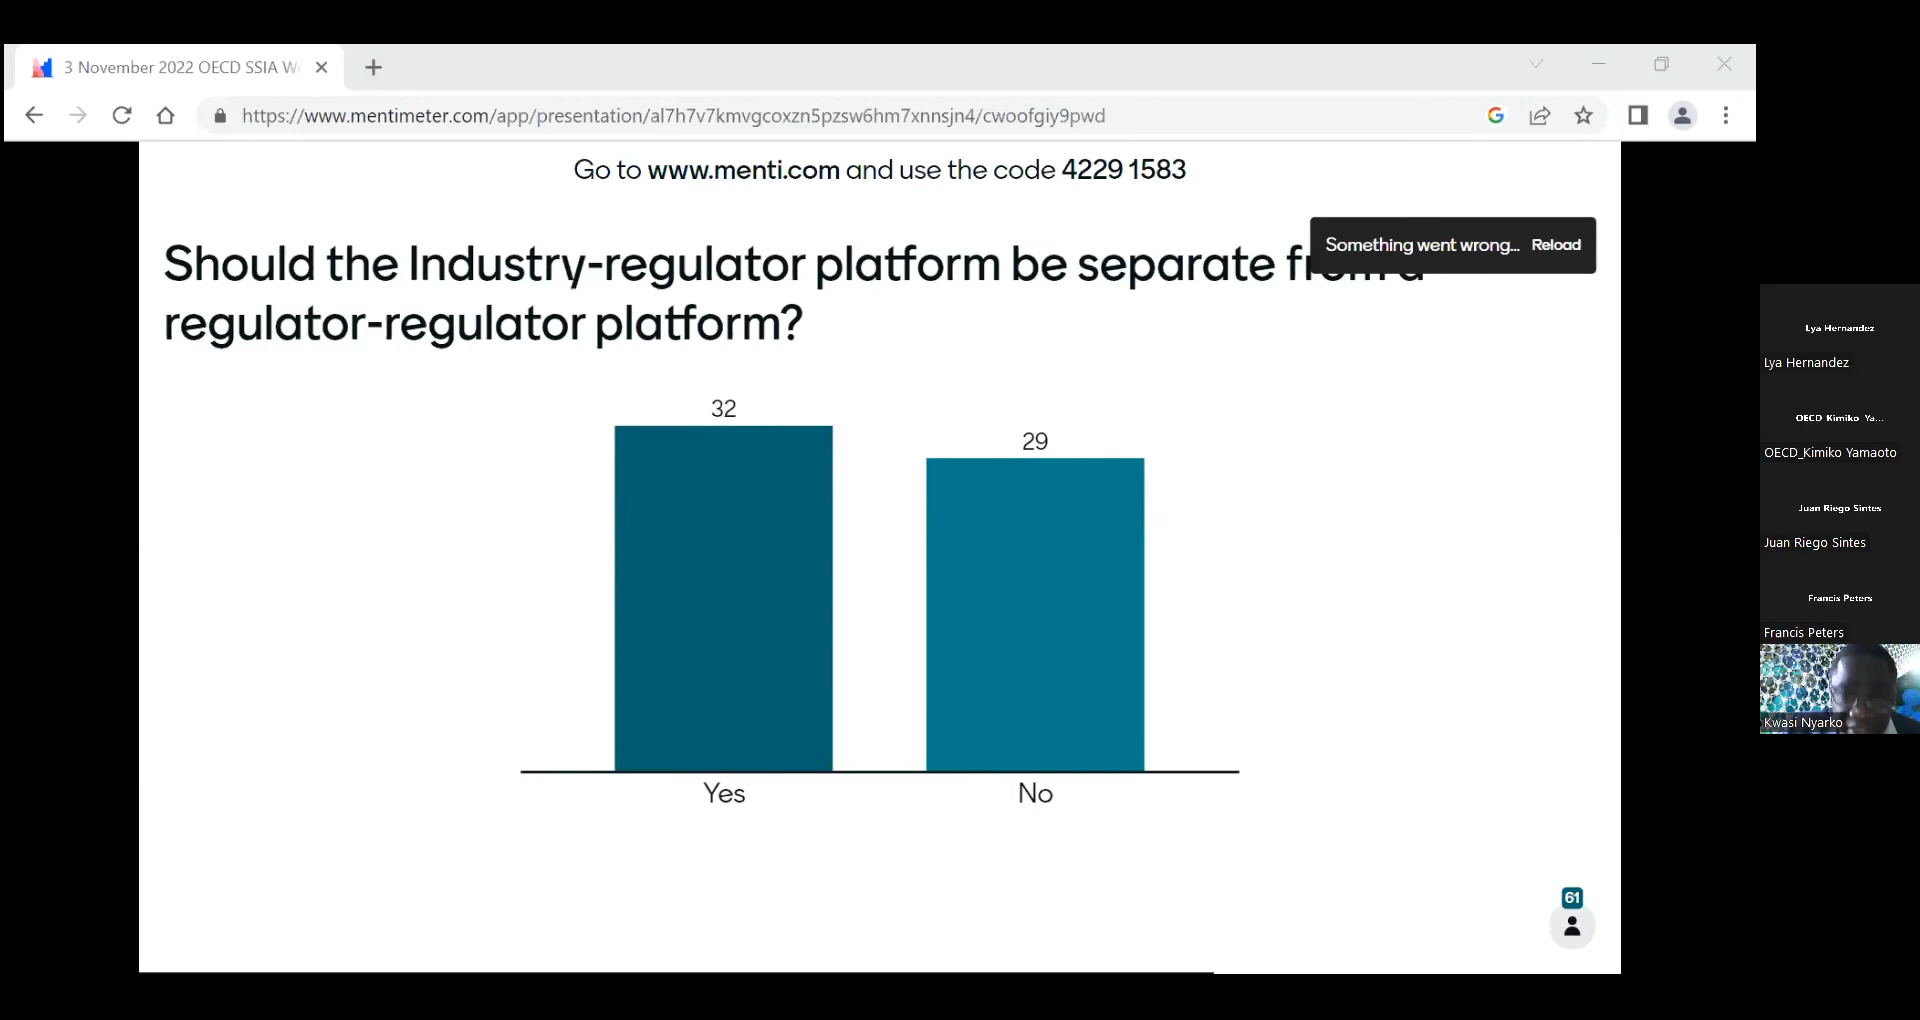 3 November 2022 OECD SSIA W
https://www.mentimeter.com/app/presentation/al7h7v7kmvgcoxzn5pzsw6hm7xnnsjn4/cwoofgiy9pwd
Go to www.menti.com and use the code 4229 1583
Something went wrong... Reload
Should the Industry-regulator platform be separate from a
regulator-regulator platform?
32
29
Yes
No
61
Lya Hernandez
Lya Hernandez
OECD Kimiko Ya...
OECD_Kimiko Yamaoto
Juan Riego Sintes
Juan Riego Sintes
Francis Peters
Francis Peters
Kwasi Nyarko